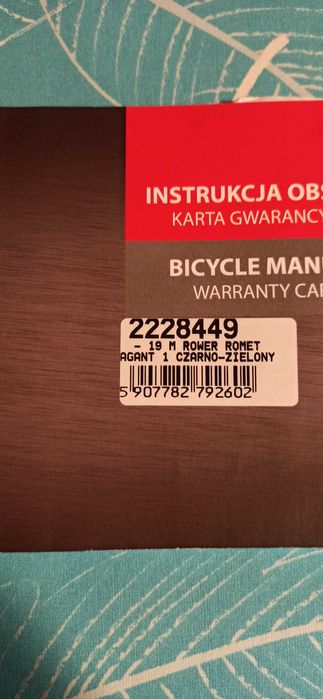 INSTRUKCJA OBS
KARTA GWARANCY
BICYCLE MANU
WARRANTY CAR
2228449
- 19 M ROWER ROMET
AGANT 1 CZARNO-ZIELONY
5 907782 792602